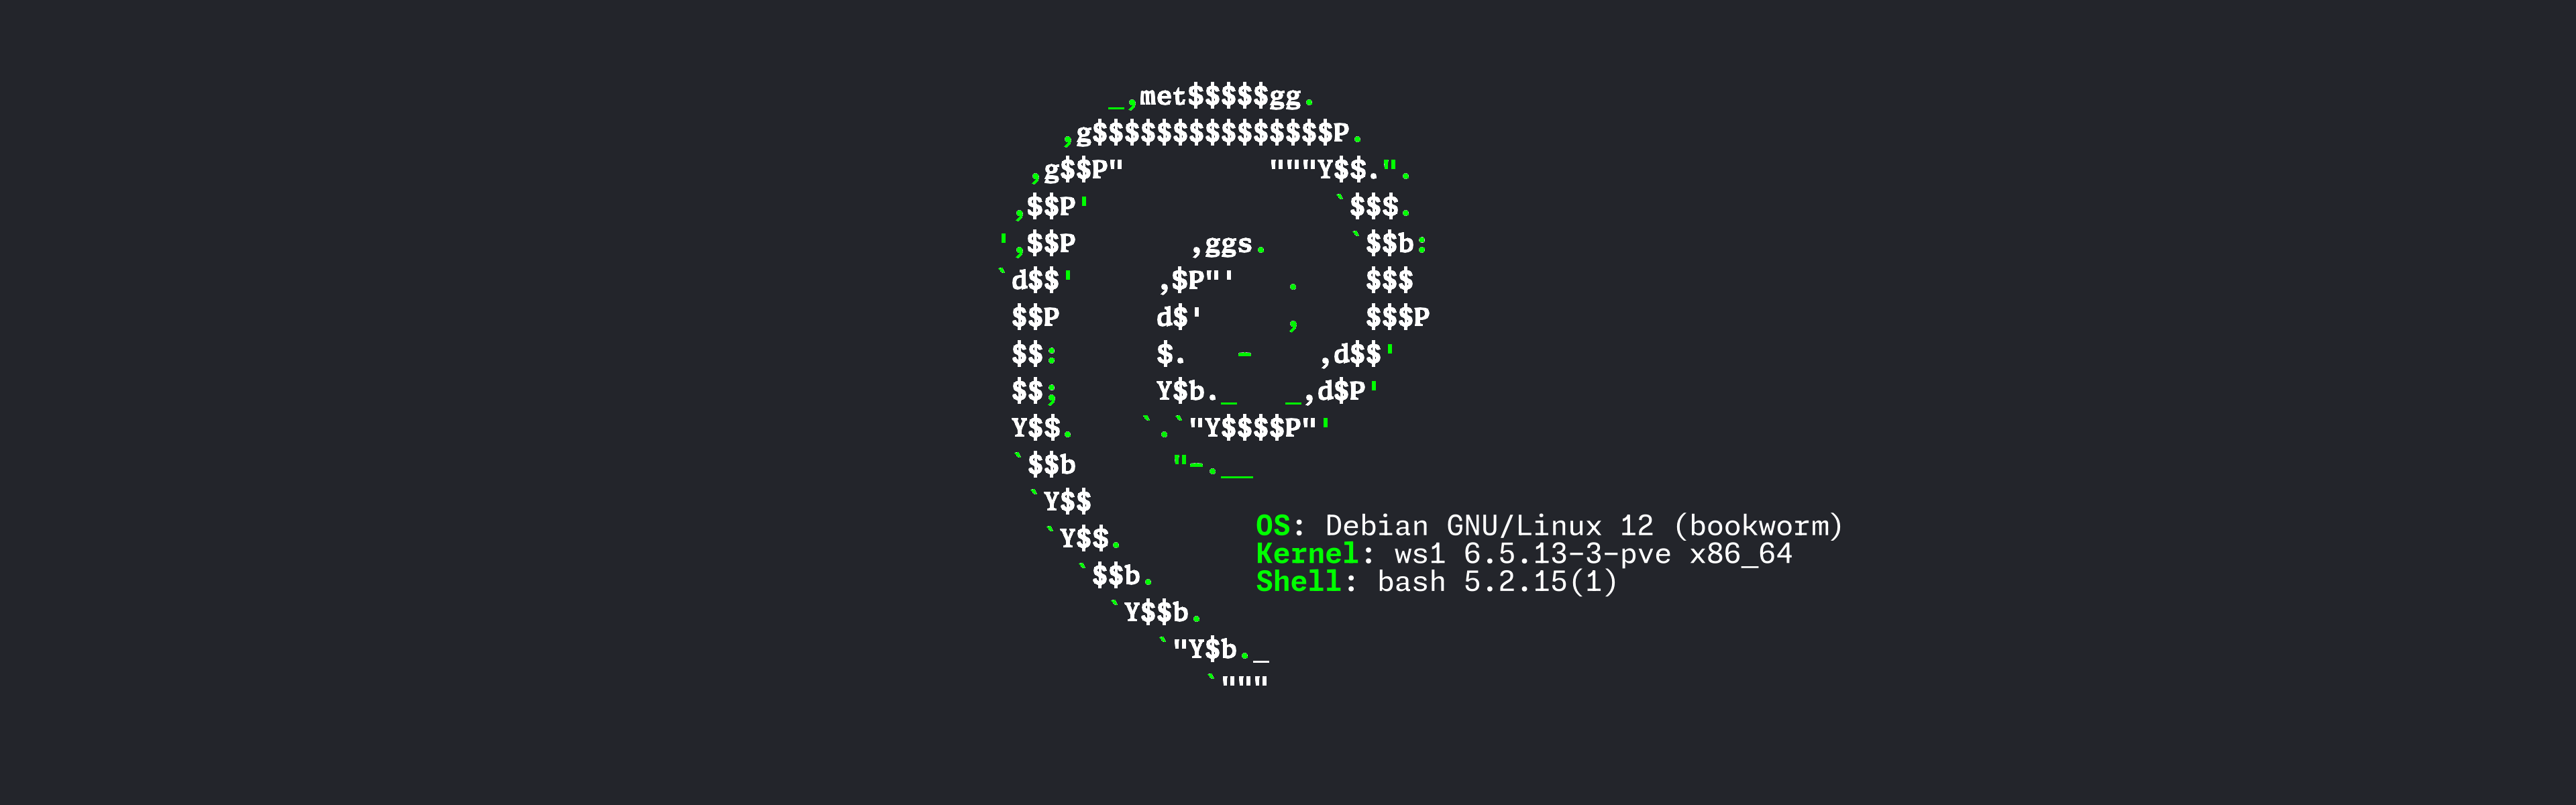 _,met$$$$$gg.
,g$$$$$$$$$$$$$$$P.
,g$$P"         """Y$$.".
,$$P'               `$$$.
',$$P       ,ggs.     `$$b:
`d$$'     ,$P"'   .    $$$
$$P      d$'     ,    $$$P
$$:      $.   -    ,d$$'
$$;      Y$b._   _,d$P'
Y$$.    `.`"Y$$$$P"'
`$$b      "-.__
`Y$$
`Y$$.
`$$b.
`Y$$b.
`"Y$b._
`"""
OS: Debian GNU/Linux 12 (bookworm)
Kernel: ws1 6.5.13-3-pve x86_64
Shell: bash 5.2.15(1)